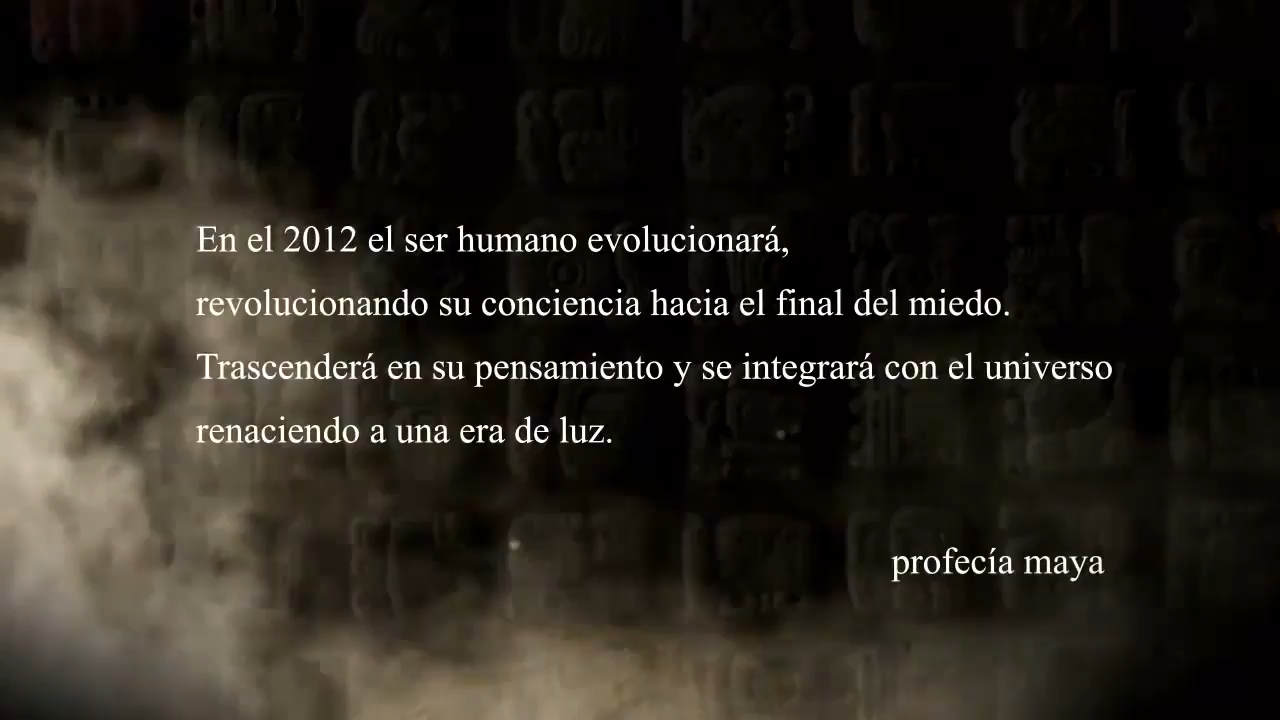 En el 2012 el ser humano evolucionará,
revolucionando su conciencia hacia el final del miedo.
Trascenderá en su pensamiento y se integrará con el universo
renaciendo a una era de luz.
profecía maya